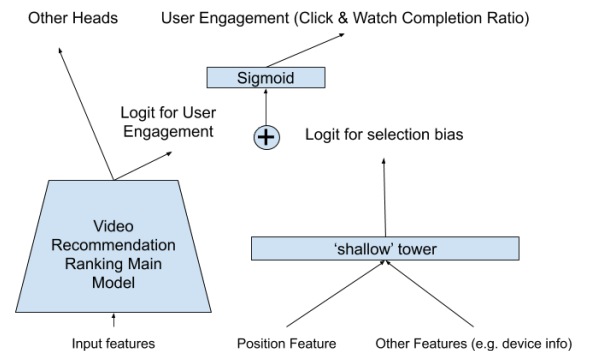 Other Heads
User Engagement (Click & Watch Completion Ratio)
Sigmoid
Logit for User
Engagement
+
Logit for selection bias
Video
Recommendation
Ranking Main
Model
‘shallow’ tower
Input features
Position Feature
Other Features (e.g. device info)